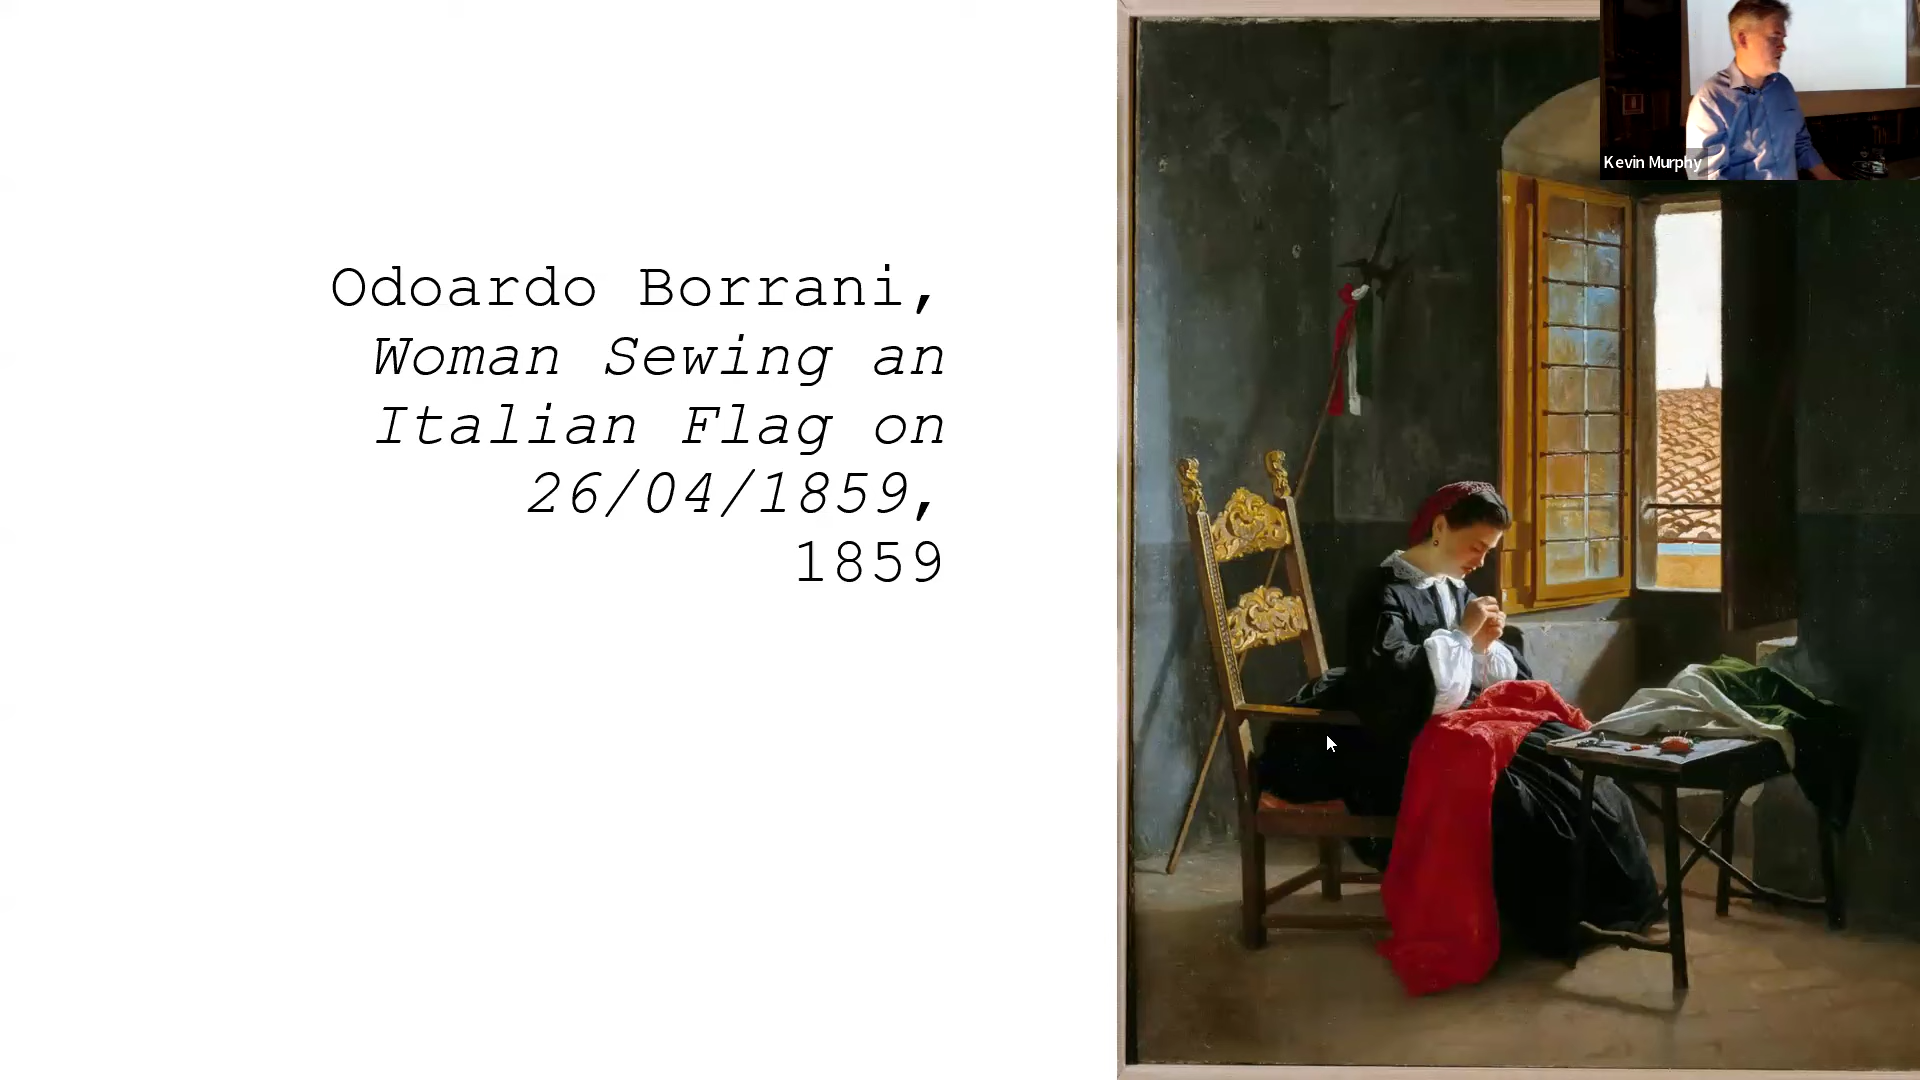 Odoardo Borrani,
Woman Sewing an
Italian Flag on
26/04/1859,
1859
Kevin Murphy